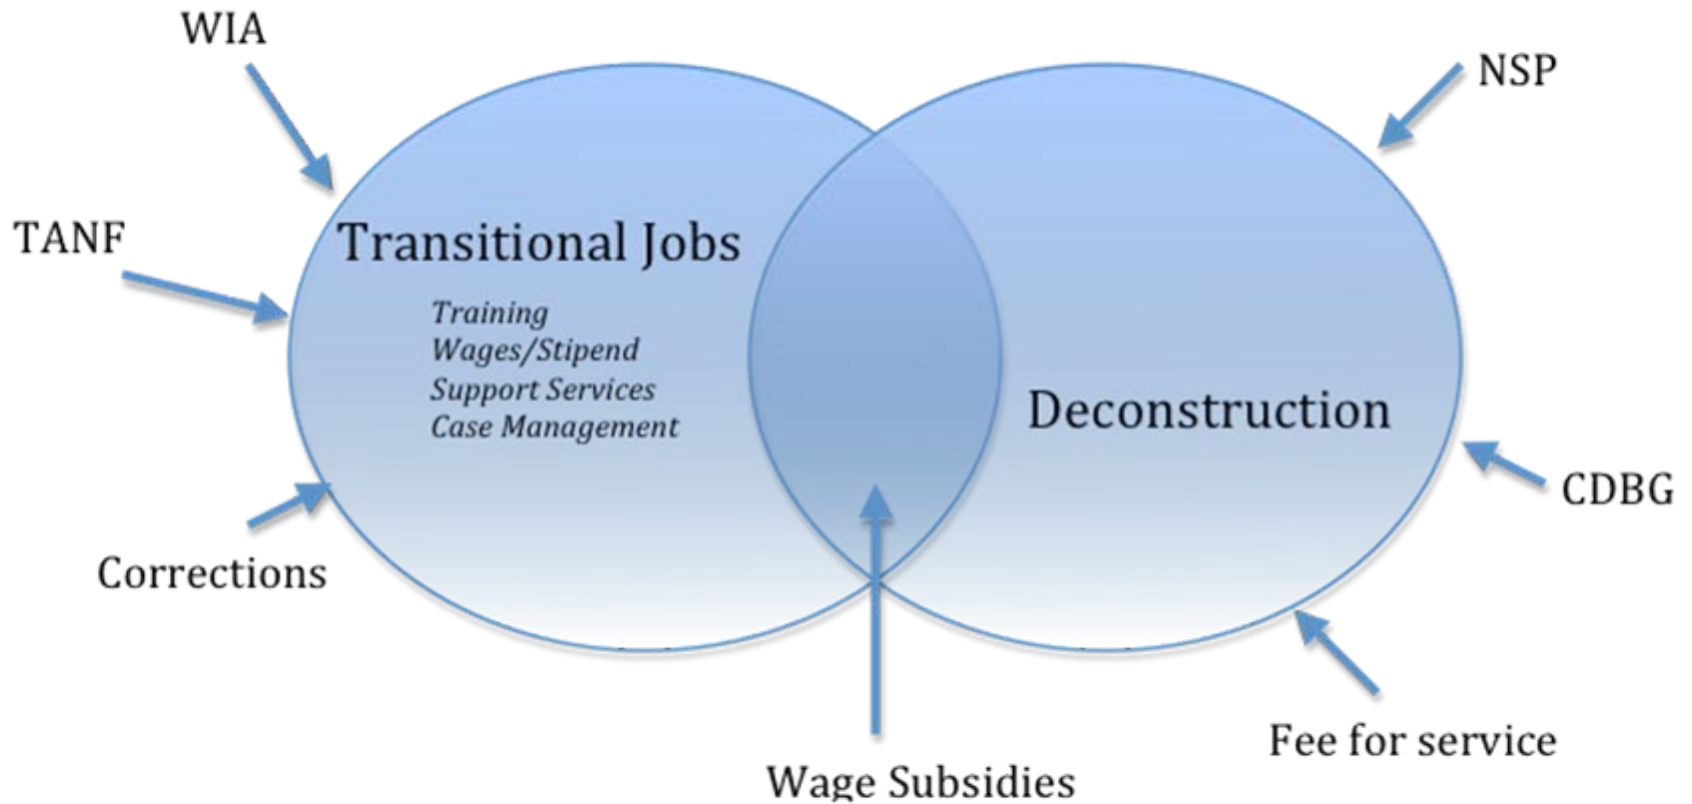 WIA
NSP
TANF
Transitional Jobs
Training
Wages/Stipend
Support Services
Case Management
Deconstruction
CDBG
Corrections
Fee for service
Wage Subsidies